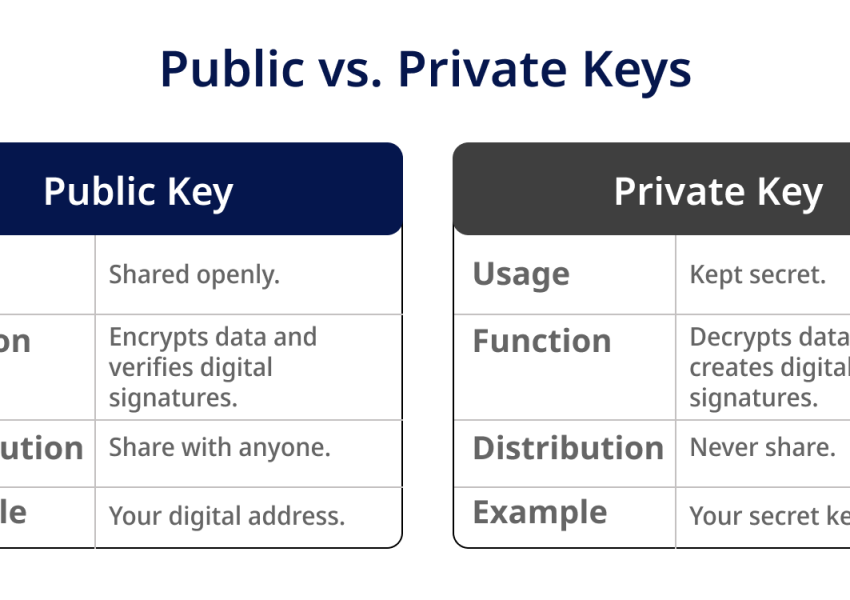 Public vs. Private Keys
Public Key
Shared openly.
on Encrypts data and
verifies digital
signatures.
ution Share with anyone.
le Your digital address.
Private Key
Usage Kept secret.
Function Decrypts data
creates digital
signatures.
Distribution Never share.
Example Your secret ke